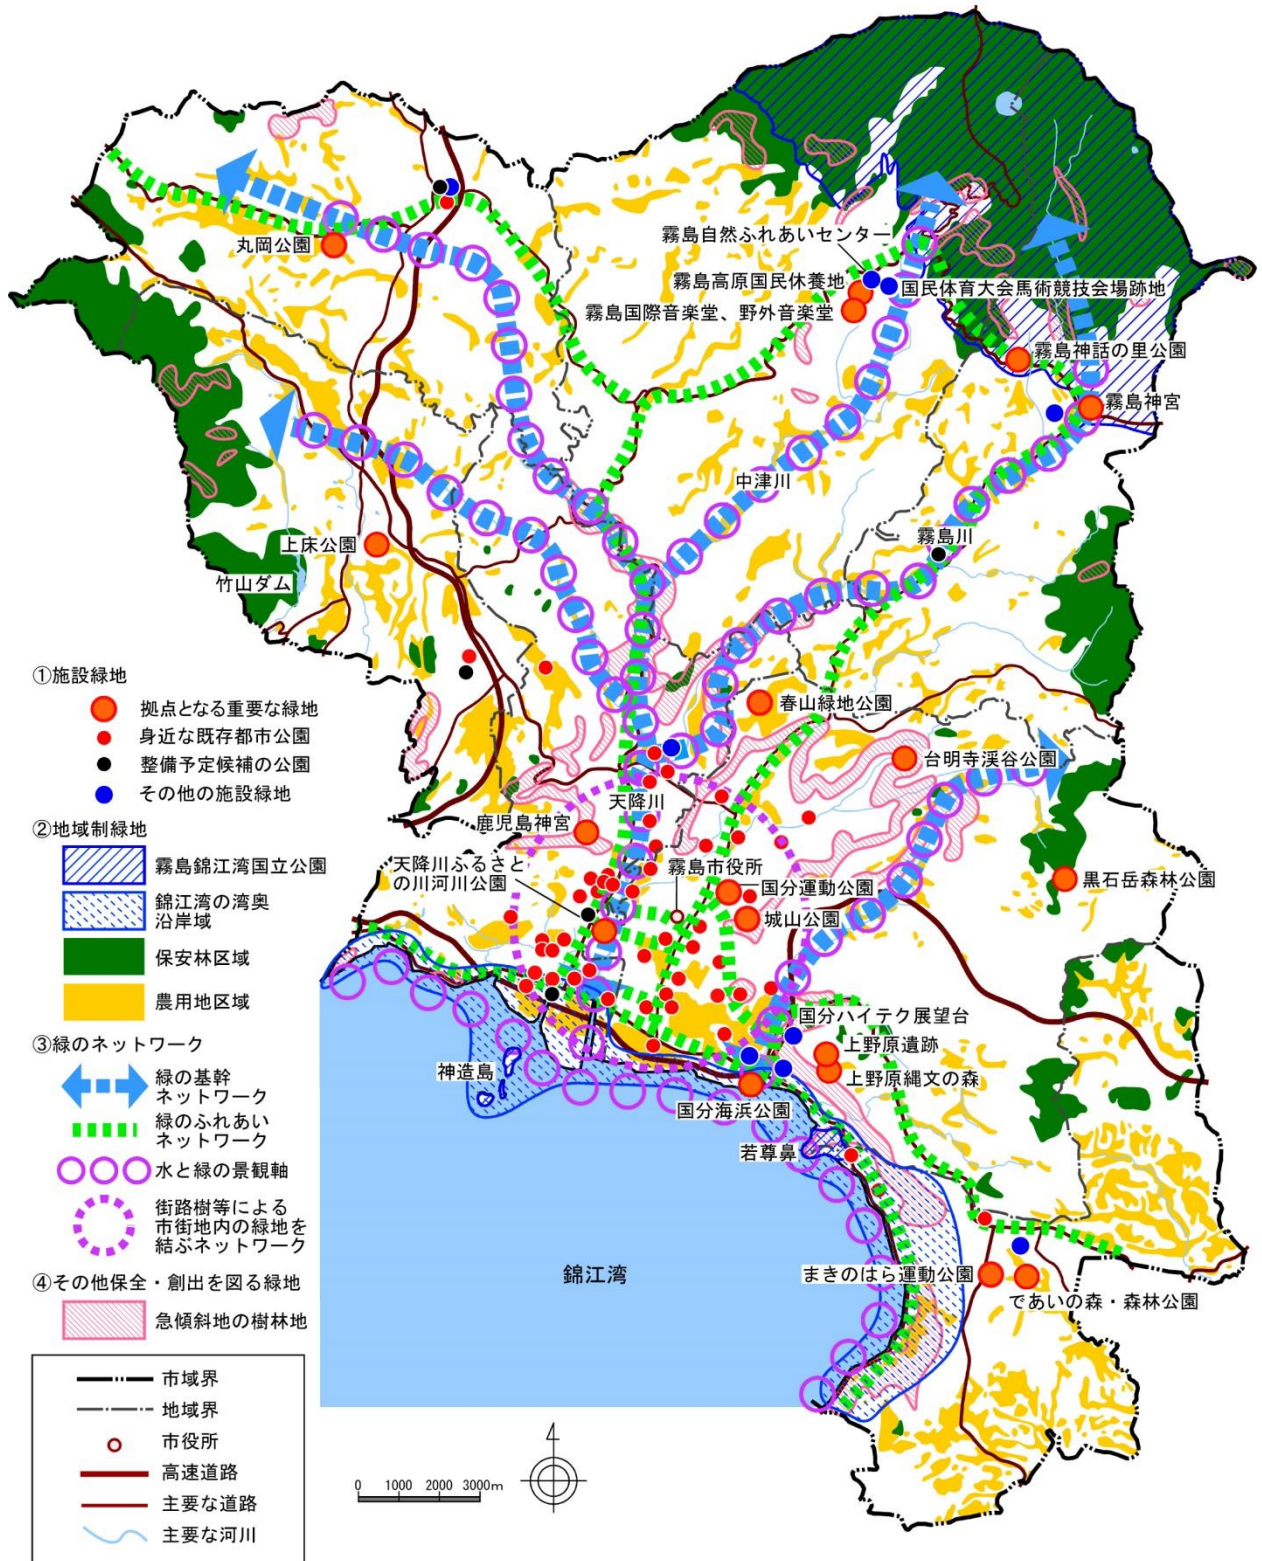 丸岡公園
霧島自然ふれあいセンター
霧島高原国民休養地
国民体育大会馬術競技会場跡地
霧島国際音楽堂、野外音楽堂
霧島神話の里公園
霧島神宮
中津川
霧島川
上床公園
竹山ダム
春山緑地公園
台明寺渓谷公園
天降川
鹿児島神宮
天降川ふるさと
の川河川公園
霧島市役所
国分運動公園
城山公園
黒石岳森林公園
国分ハイテク展望台
上野原遺跡
上野原縄文の森
神造島
国分海浜公園
若尊鼻
錦江湾
まきのはら運動公園
であいの森・森林公園
①施設緑地
拠点となる重要な緑地
身近な既存都市公園
整備予定候補の公園
その他の施設緑地
②地域制緑地
霧島錦江湾国立公園
錦江湾の湾奥
沿岸域
保安林区域
農用地区域
③緑のネットワーク
緑の基幹
ネットワーク
緑のふれあい
ネットワーク
水と緑の景観軸
街路樹等による
市街地内の緑地を
結ぶネットワーク
④その他保全・創出を図る緑地
急傾斜地の樹林地
市域界
地域界
市役所
高速道路
主要な道路
主要な河川
0 1000 2000 3000m